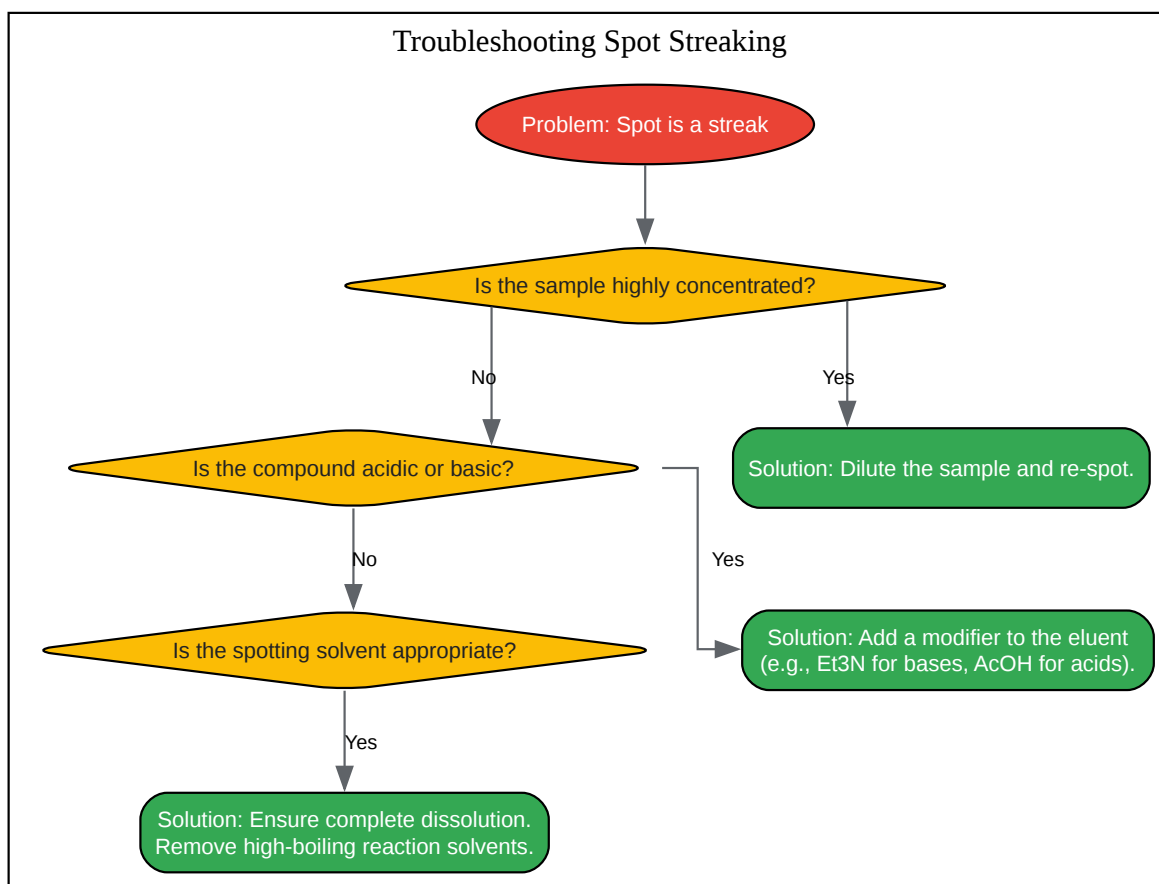 Troubleshooting Spot Streaking
Problem: Spot is a streak
Is the sample highly concentrated?
No
Yes
Is the compound acidic or basic?
Solution: Dilute the sample and re-spot.
No
Yes
Is the spotting solvent appropriate?
Solution: Add a modifier to the eluent
(e.g., Et3N for bases, AcOH for acids).
Yes
Solution: Ensure complete dissolution.
Remove high-boiling reaction solvents.